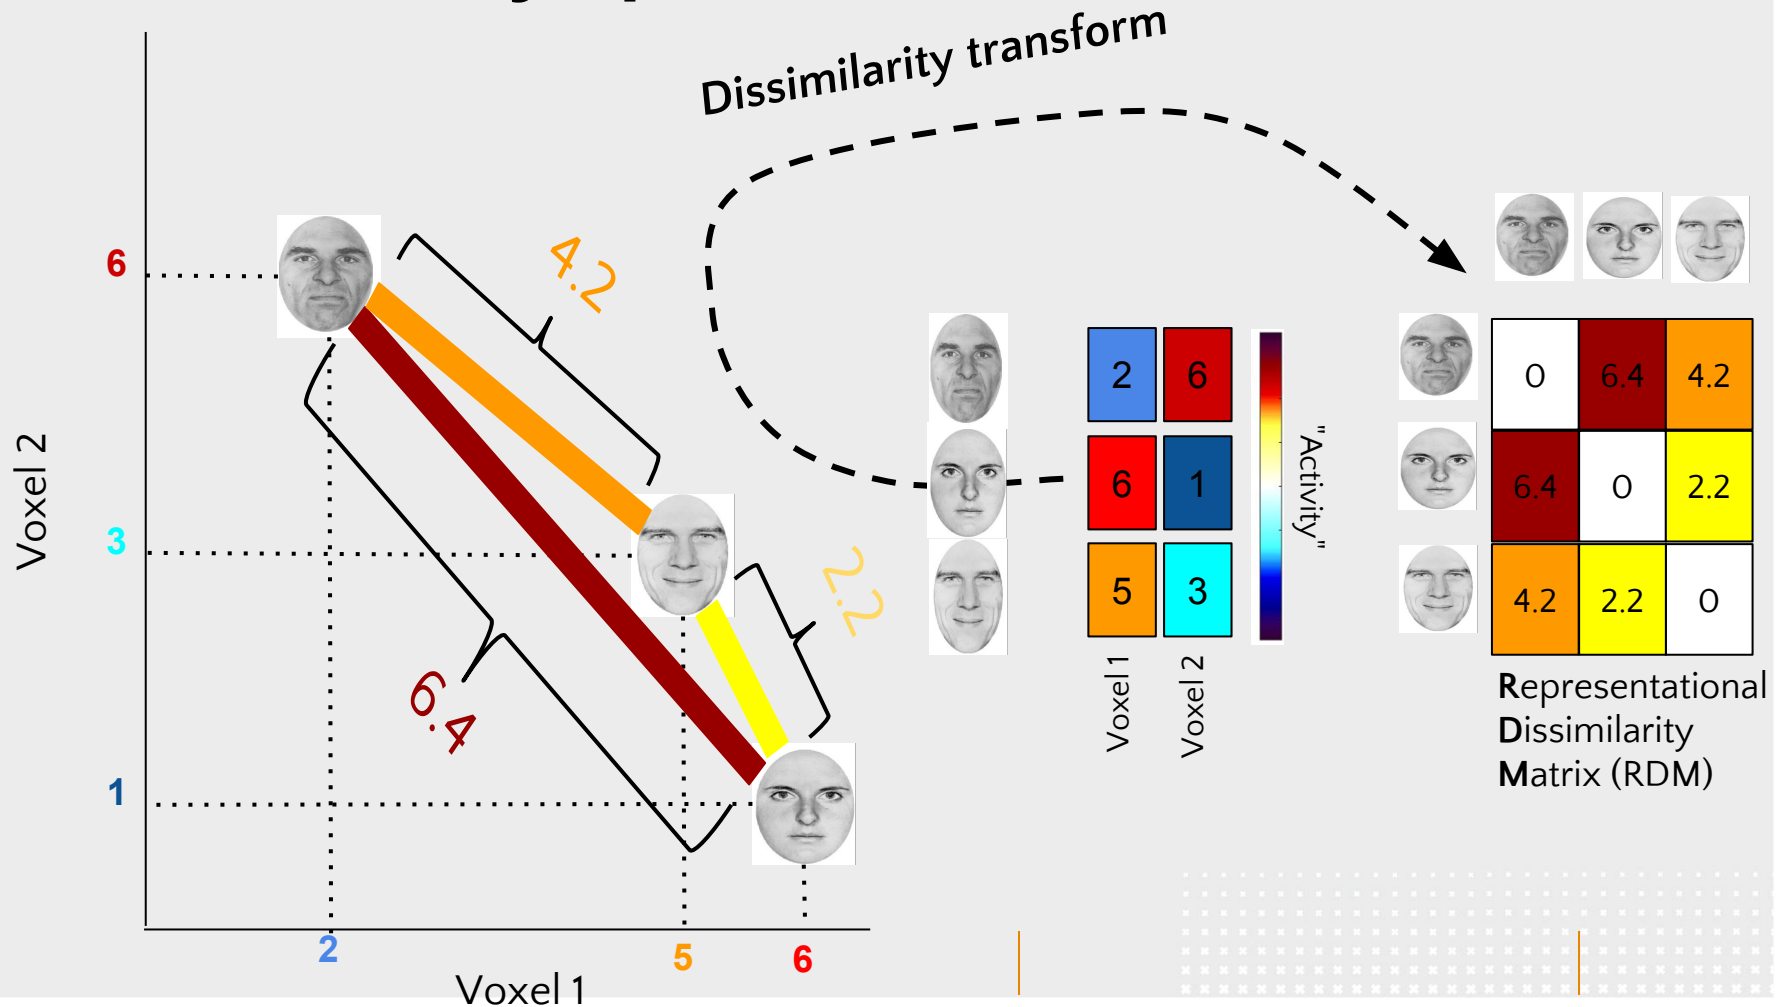 Dissimilarity transform
6
4.2
Voxel 2
3
2.2
6.4
1
2
5
6
Voxel 1
2 6
6 1
5 3
"Activity"
Voxel 1
Voxel 2
0 6.4 4.2
6.4 0 2.2
4.2 2.2 0
Representational
Dissimilarity
Matrix (RDM)